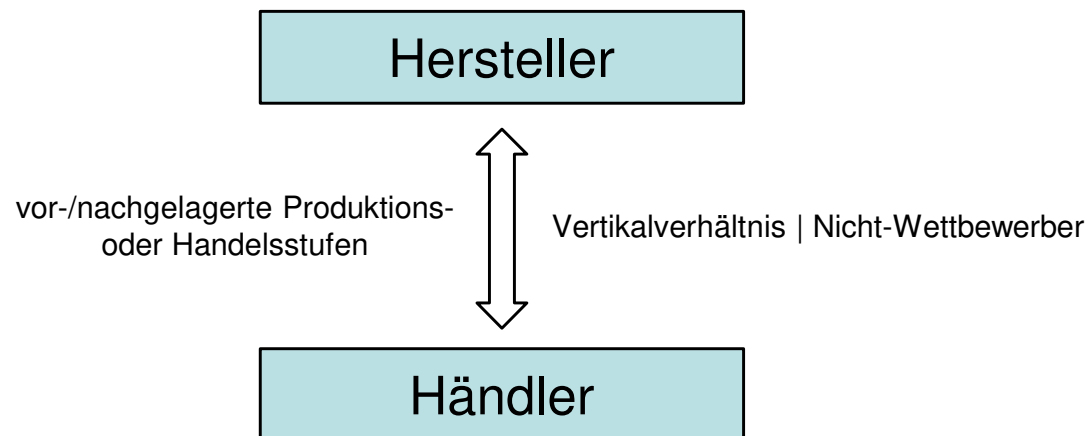 Hersteller
vor-/nachgelagerte Produktions-
oder Handelsstufen
Vertikalverhältnis | Nicht-Wettbewerber
Händler